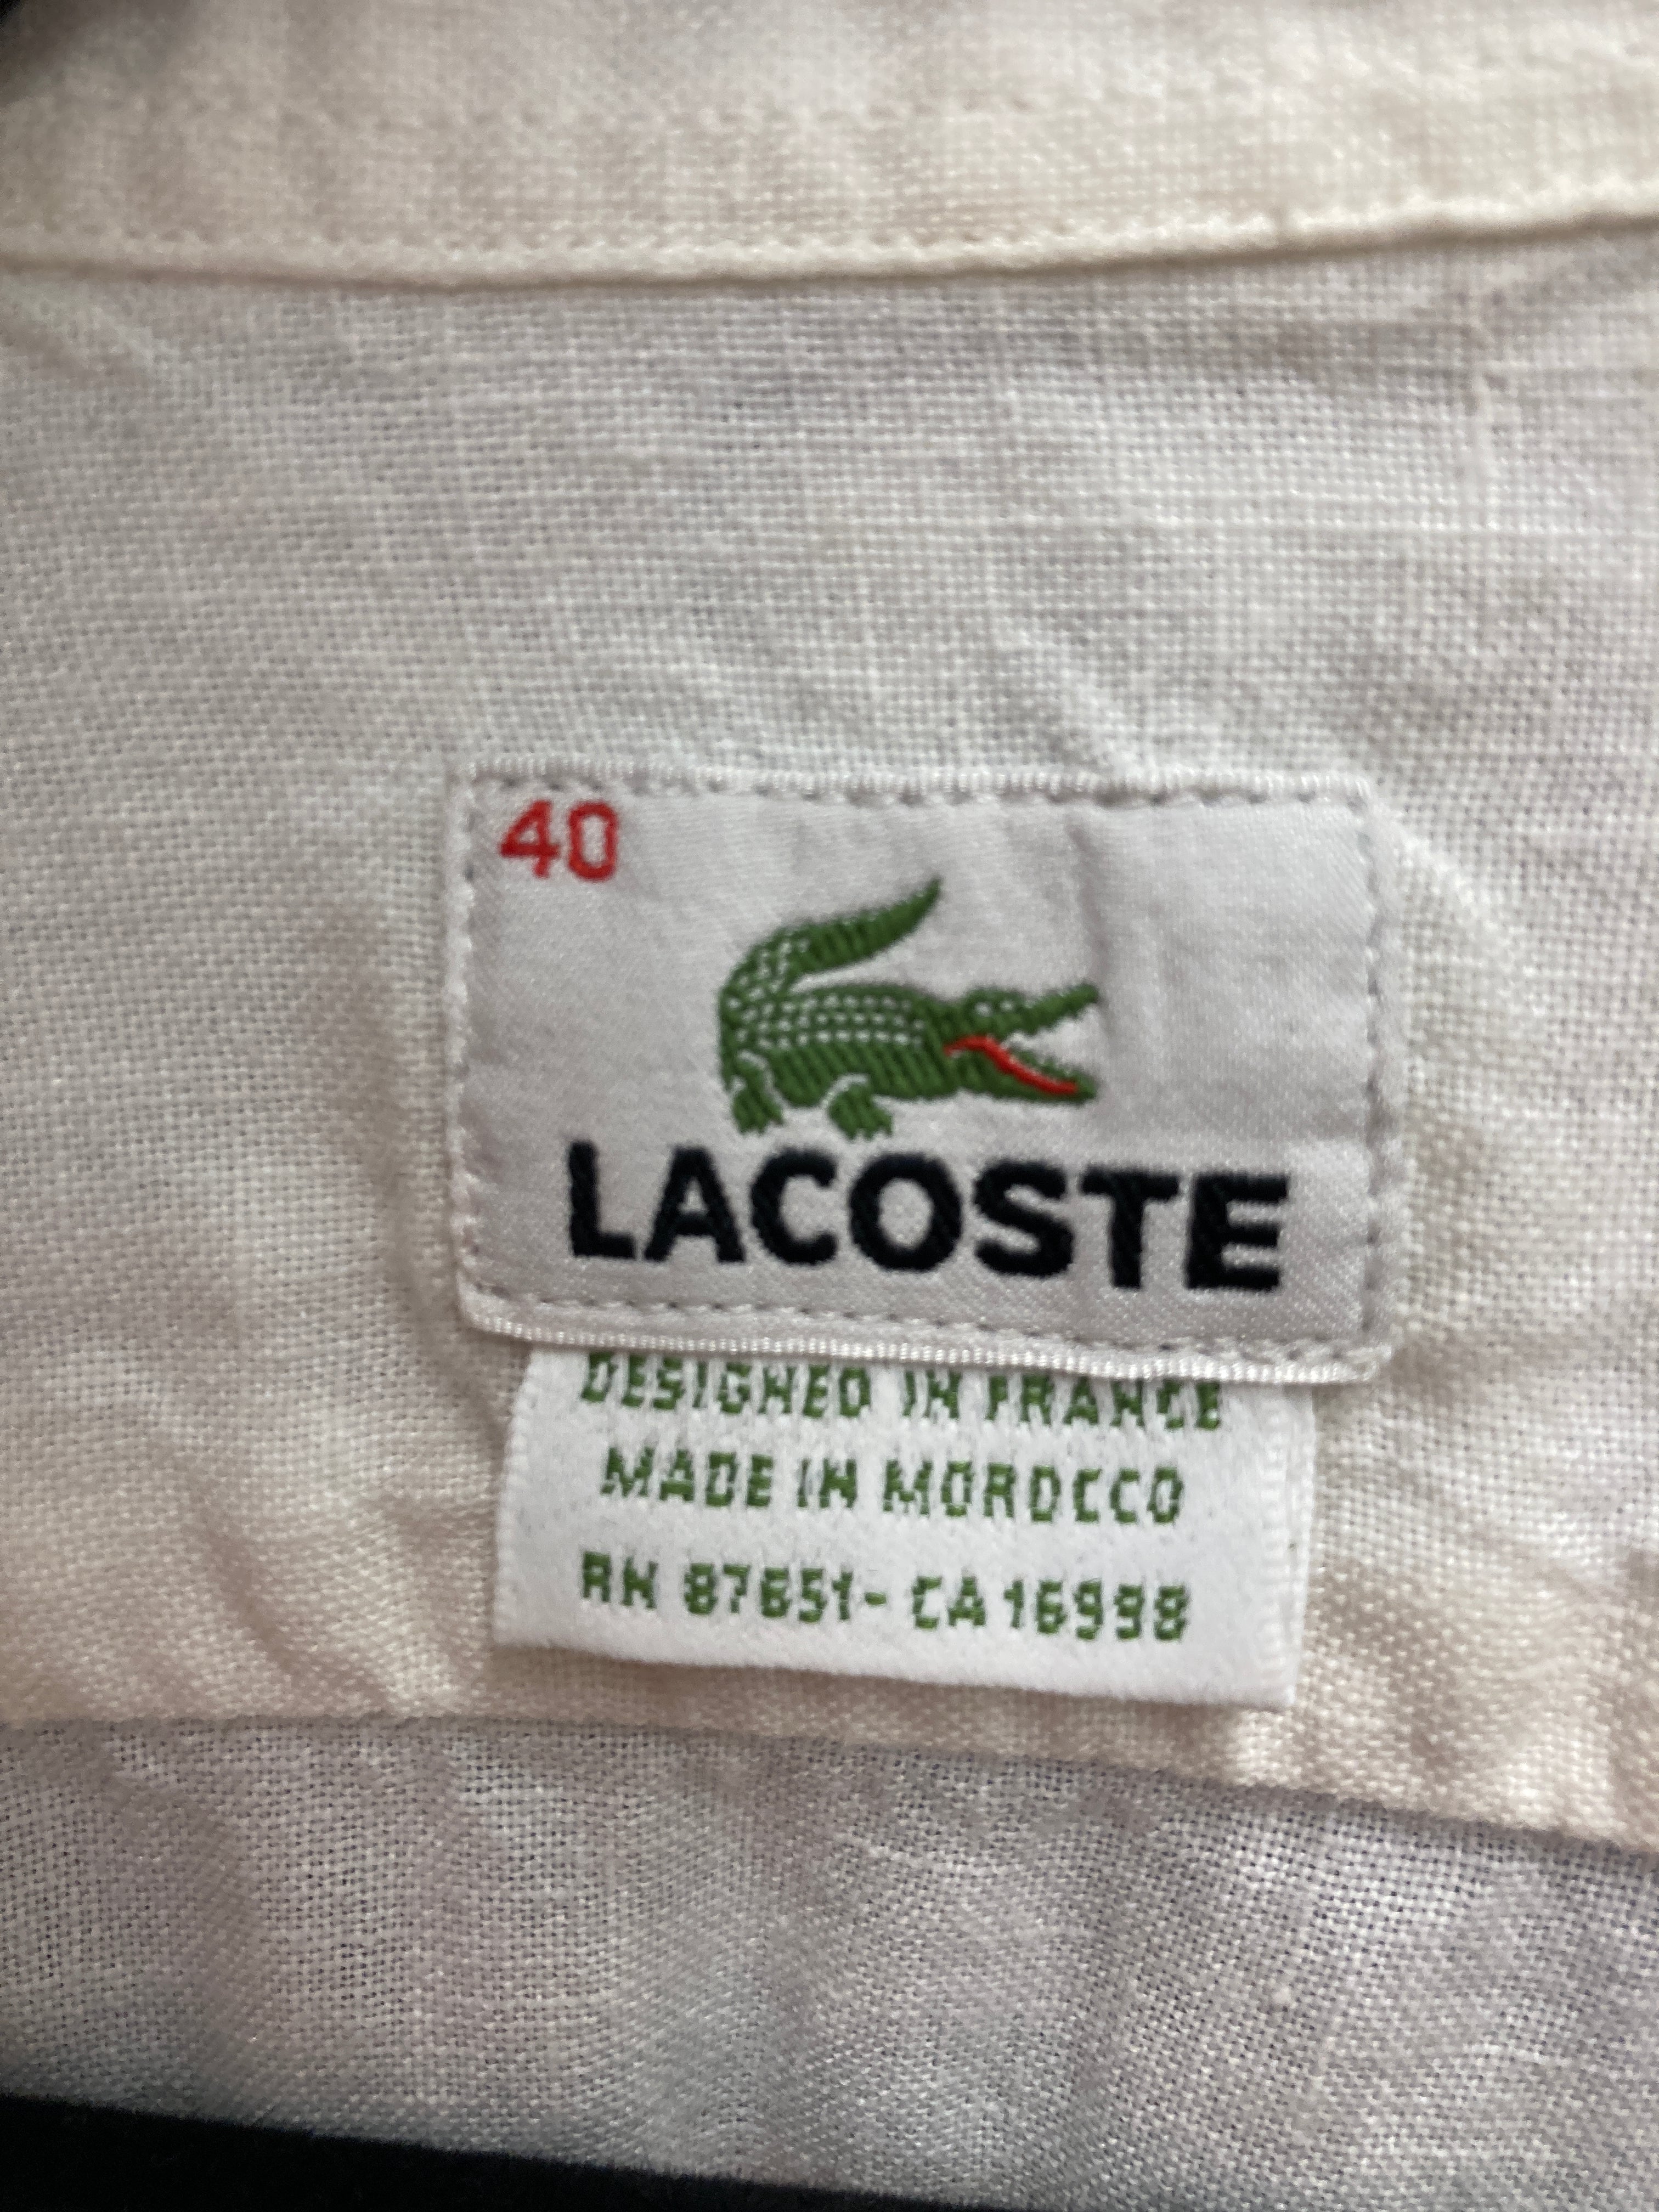 40
LACOSTE
DESIGNED IN FRANCE
MADE IN MOROCCO
RN 87651- CA 16998